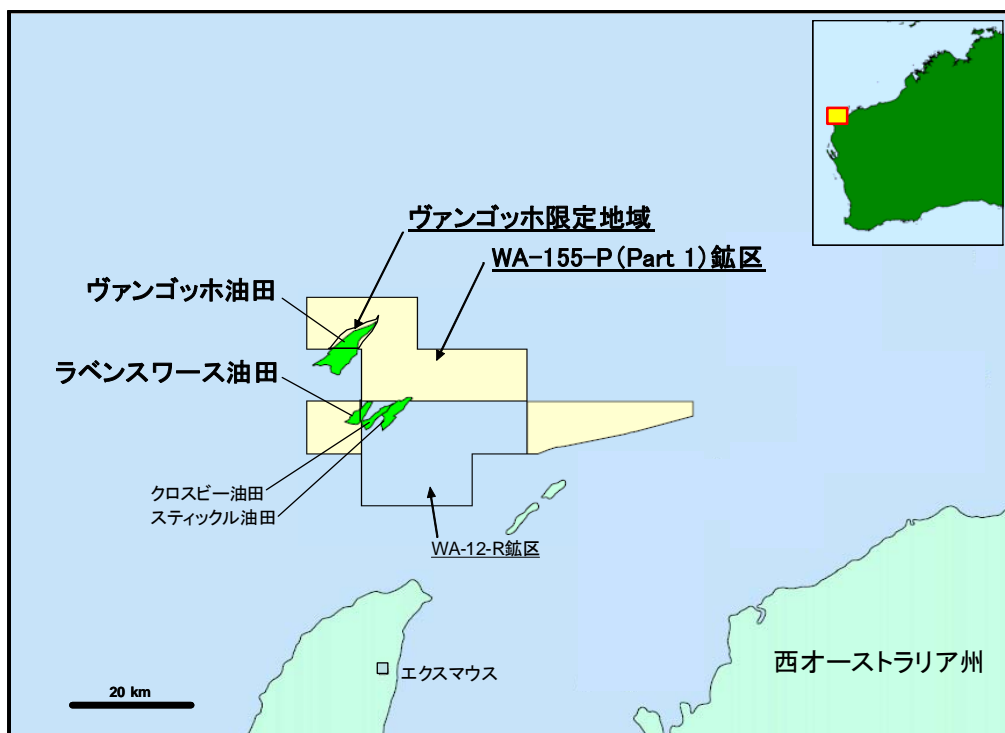 ヴァンゴッホ限定地域
WA-155-P(Part 1)鉱区
ヴァンゴッホ油田
ラベンスワース油田
クロスビー油田
スティックル油田
WA-12-R鉱区
エクスマウス
西オーストラリア州
20 km